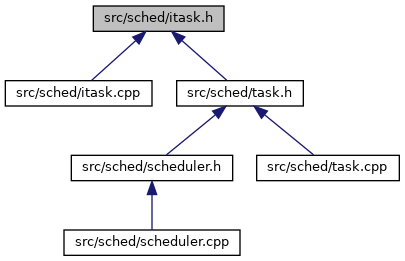 src/sched/itask.h
src/sched/itask.cpp
src/sched/task.h
src/sched/scheduler.h
src/sched/task.cpp
src/sched/scheduler.cpp